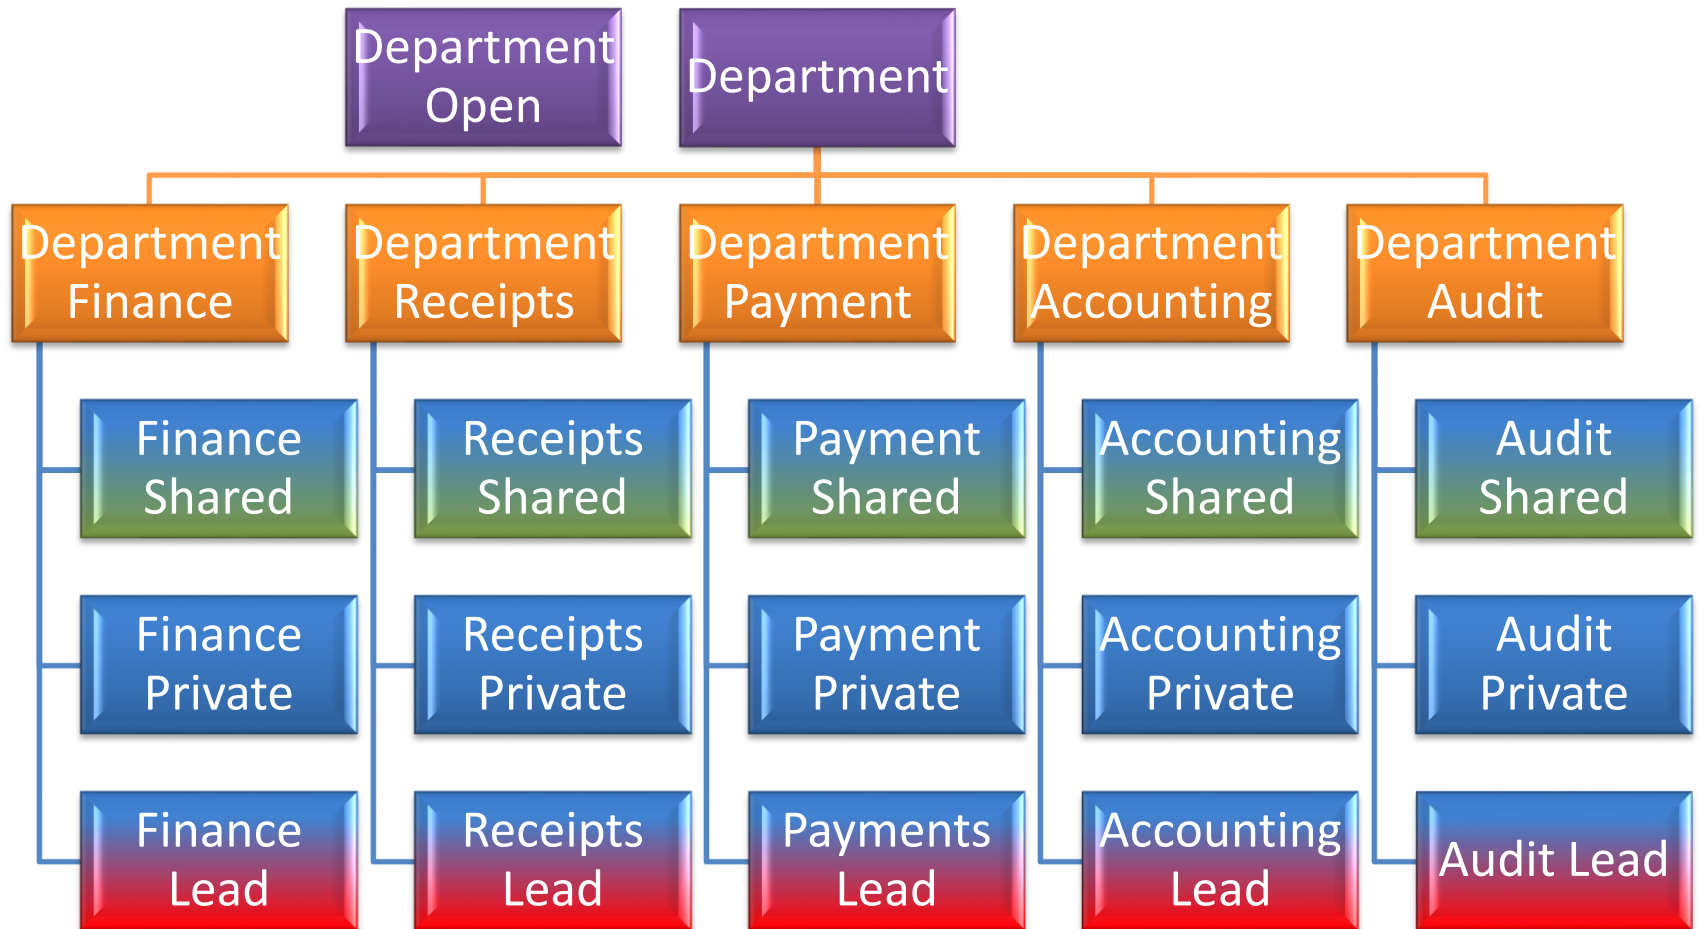 Department
Open
Department
Department
Finance
Department
Receipts
Department
Payment
Department
Accounting
Department
Audit
Finance
Shared
Receipts
Shared
Payment
Shared
Accounting
Shared
Audit
Shared
Finance
Private
Receipts
Private
Payment
Private
Accounting
Private
Audit
Private
Finance
Lead
Receipts
Lead
Payments
Lead
Accounting
Lead
Audit Lead